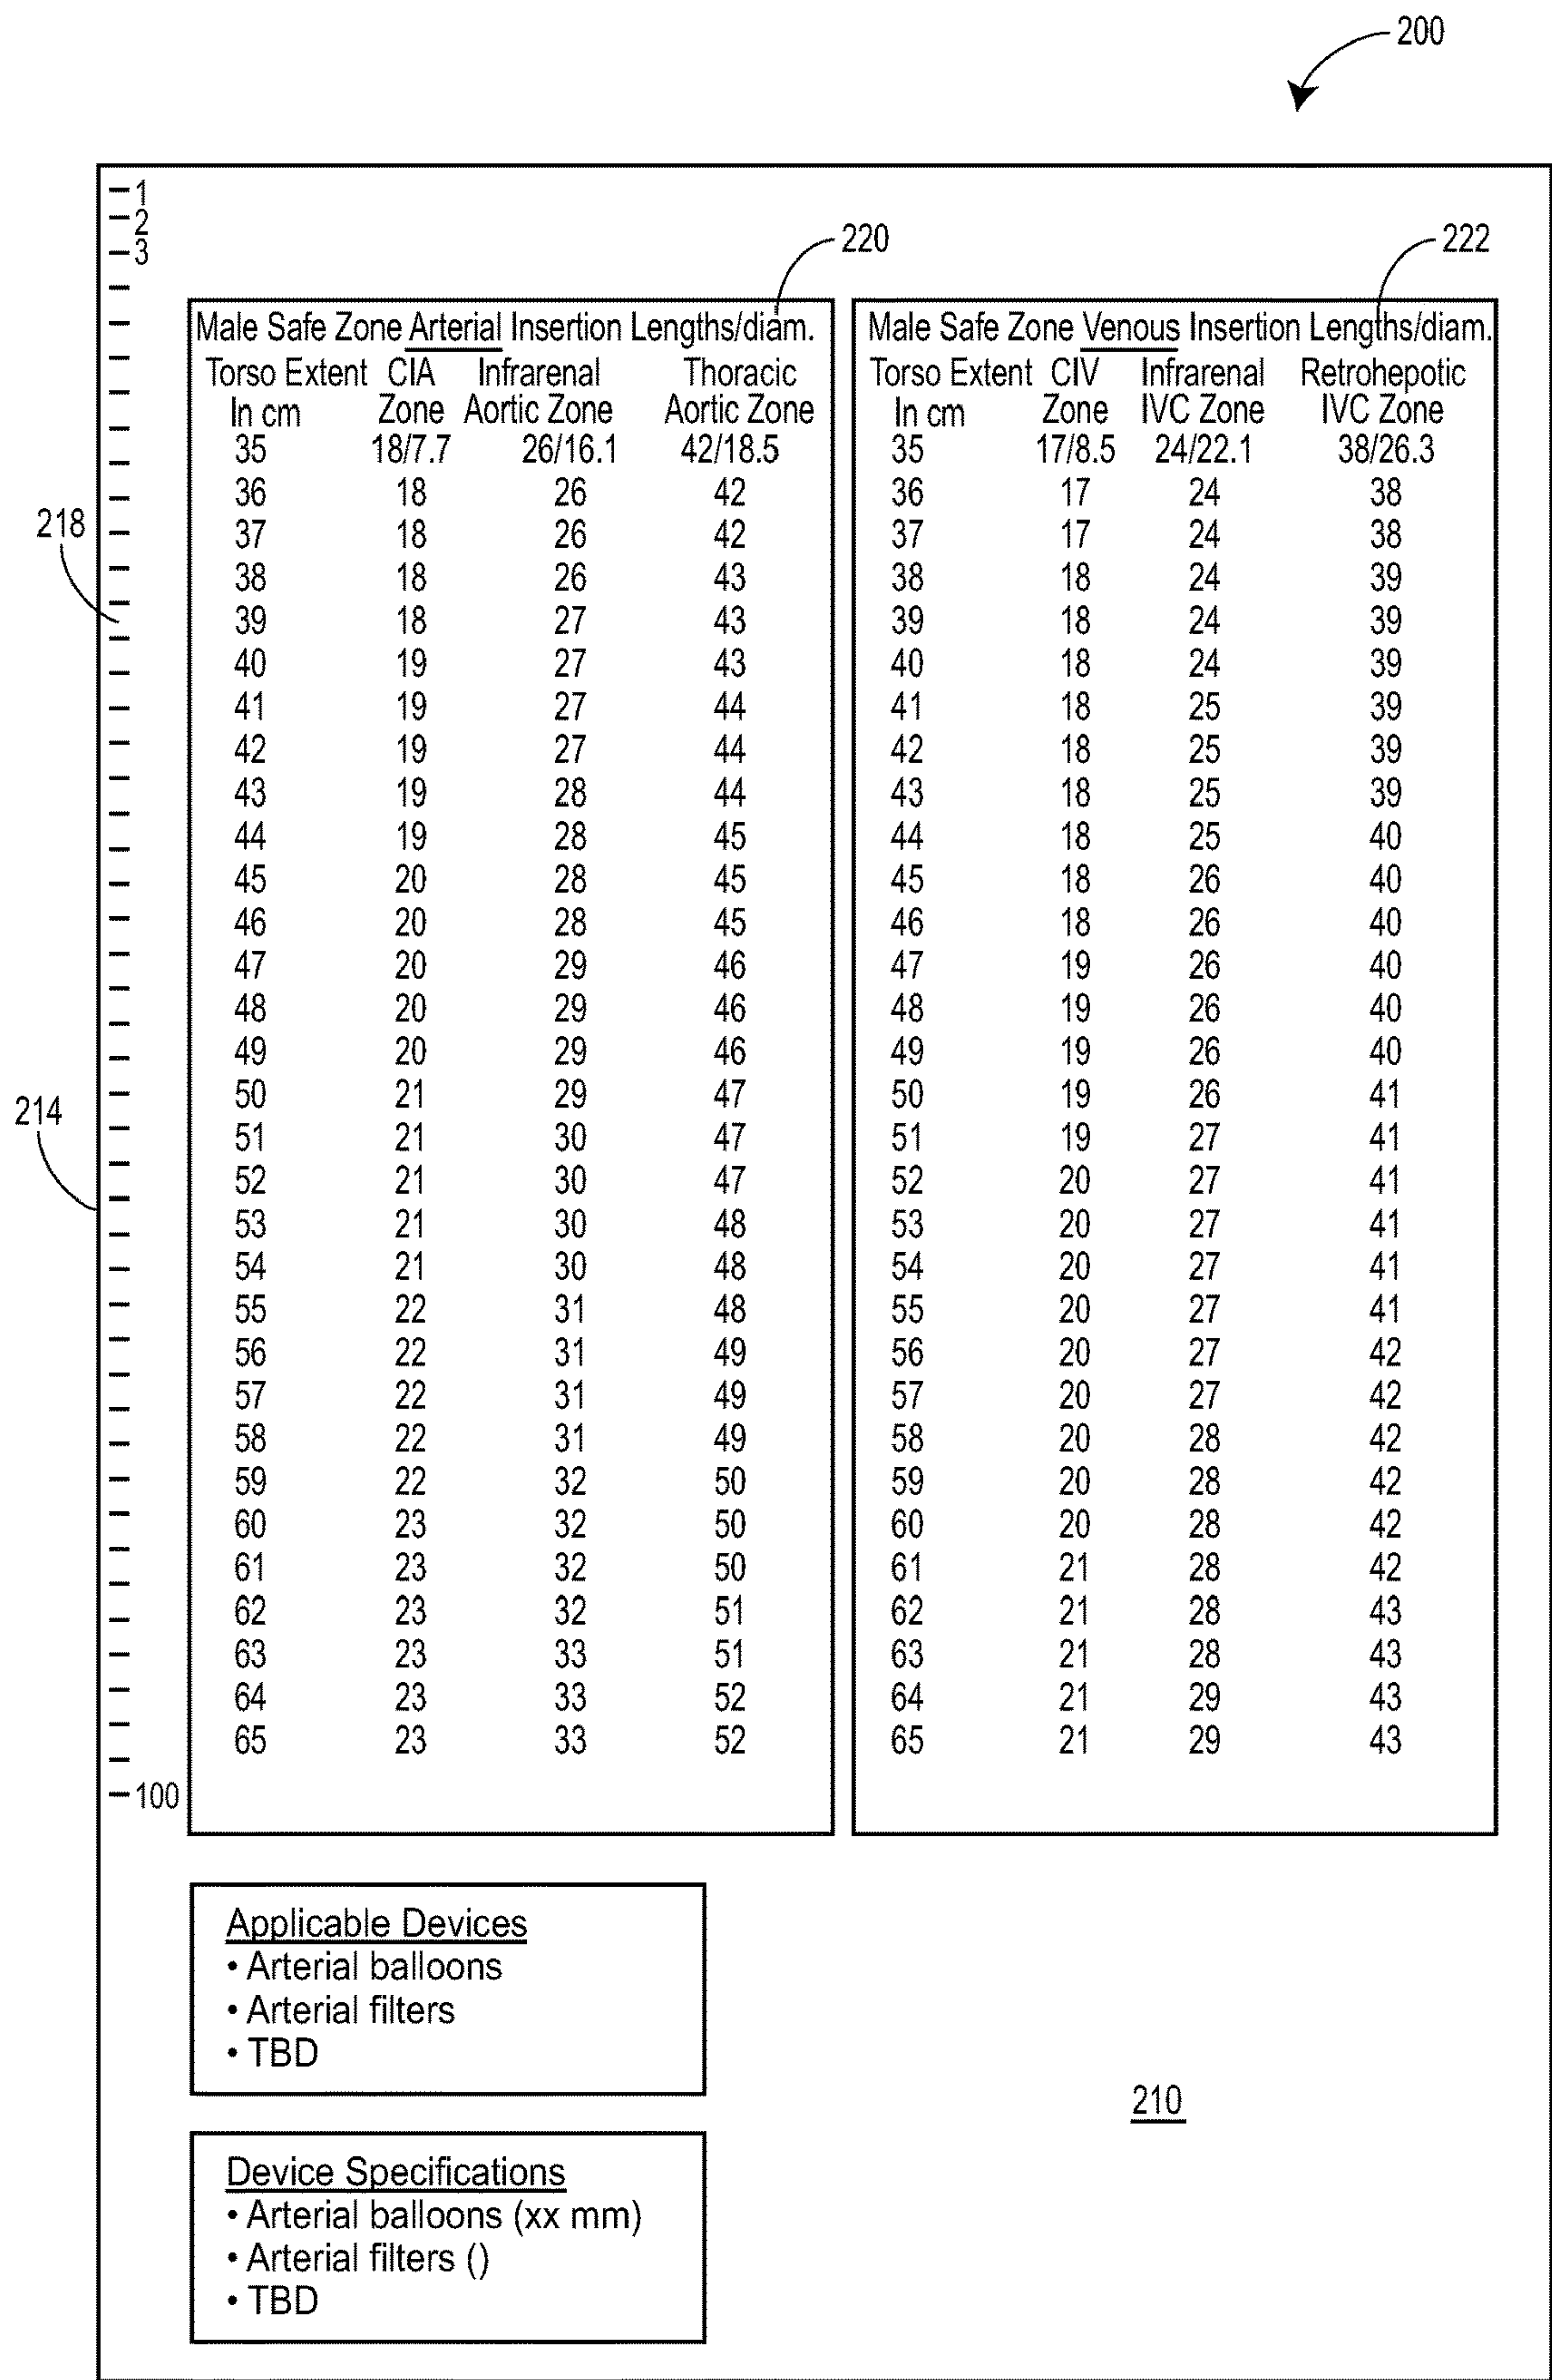 200
1
2
3
220
222
Male Safe Zone Arterial Insertion Lengths/diam.
Torso Extent CIA Infrarenal Thoracic
In cm Zone Aortic Zone Aortic Zone
35 18/7.7 26/16.1 42/18.5
36 18 26 42
37 18 26 42
38 18 26 43
39 18 27 43
40 19 27 43
41 19 27 44
42 19 27 44
43 19 28 44
44 19 28 45
45 20 28 45
46 20 28 45
47 20 29 46
48 20 29 46
49 20 29 46
50 21 29 47
51 21 30 47
52 21 30 47
53 21 30 48
54 21 30 48
55 22 31 48
56 22 31 49
57 22 31 49
58 22 31 49
59 22 32 50
60 23 32 50
61 23 32 50
62 23 32 51
63 23 33 51
64 23 33 52
65 23 33 52
Male Safe Zone Venous Insertion Lengths/diam.
Torso Extent CIV Infrarenal Retrohepotic
In cm Zone IVC Zone IVC Zone
35 17/8.5 24/22.1 38/26.3
36 17 24 38
37 17 24 38
38 18 24 39
39 18 24 39
40 18 24 39
41 18 25 39
42 18 25 39
43 18 25 39
44 18 25 40
45 18 26 40
46 18 26 40
47 19 26 40
48 19 26 40
49 19 26 40
50 19 26 41
51 19 27 41
52 20 27 41
53 20 27 41
54 20 27 41
55 20 27 41
56 20 27 42
57 20 27 42
58 20 28 42
59 20 28 42
60 20 28 42
61 21 28 42
62 21 28 43
63 21 28 43
64 21 29 43
65 21 29 43
218
214
100
Applicable Devices
• Arterial balloons
• Arterial filters
• TBD
210
Device Specifications
• Arterial balloons (xx mm)
• Arterial filters ()
• TBD